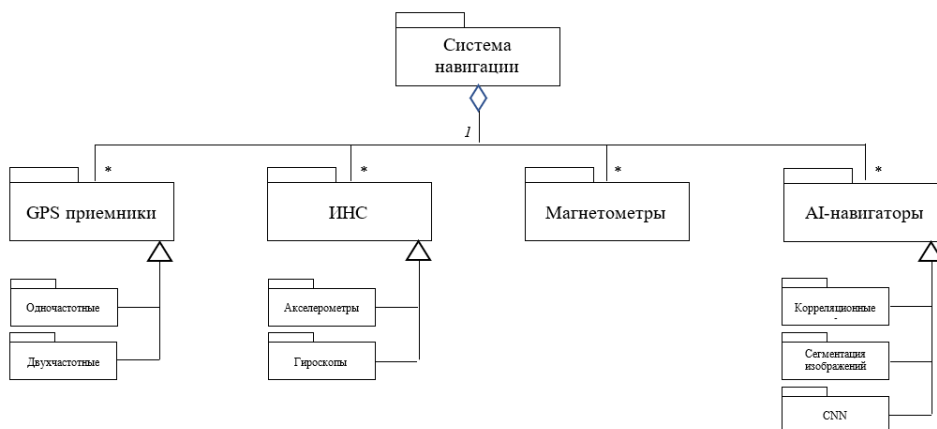 Система
навигации
1
* * * *
GPS приемники ИНС Магнетометры AI-навигаторы
Одночастотные Акселерометры Корреляционные
-
Двухчастотные Гироскопы Сегментация
изображений
CNN